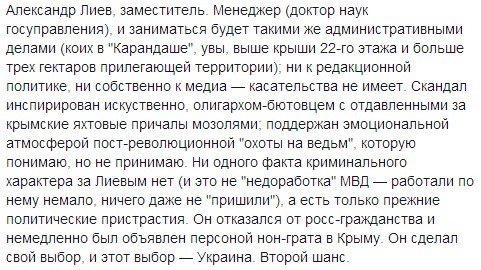 Александр Лиев, заместитель. Менеджер (доктор наук
госуправления), и заниматься будет такими же административными
делами (коих в "Карандаше", увы, выше крыши 22-го этажа и больше
трех гектаров прилегающей территории); ни к редакционной
политике, ни собственно к медиа — касательства не имеет. Скандал
инспирирован искуственно, олигархом-бютовцем с отдавленными за
крымские яхтовые причалы мозолями; поддержан эмоциональной
атмосферой пост-революционной "охоты на ведьм", которую
понимаю, но не принимаю. Ни одного факта криминального
характера за Лиевым нет (и это не "недоработка" МВД — работали по
нему немало, ничего даже не "пришили"), а есть только прежние
политические пристрастия. Он отказался от росс-гражданства и
немедленно был объявлен персоной нон-грата в Крыму. Он сделал
свой выбор, и этот выбор — Украина. Второй шанс.